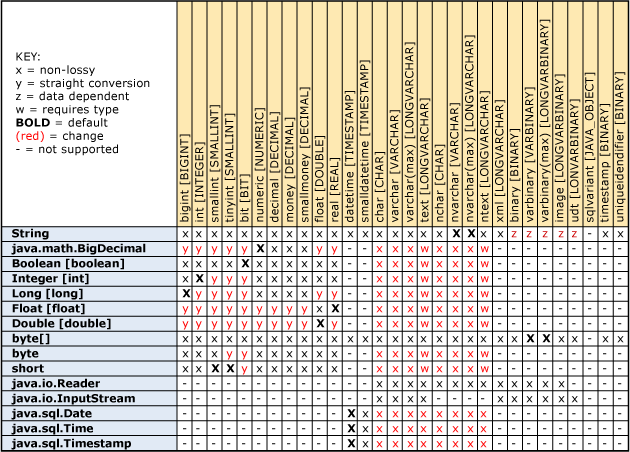 KEY:
x = non-lossy
y = straight conversion
z = data dependent
w = requires type
BOLD = default
(red) = change
- = not supported
bigint [BIGINT]
int [INTEGER]
smallint [SMALLINT]
tinyint [SMALLINT]
bit [BIT]
numeric [NUMERIC]
decimal [DECIMAL]
money [DECIMAL]
smallmoney [DECIMAL]
float [DOUBLE]
real [REAL]
datetime [TIMESTAMP]
smalldatetime [TIMESTAMP]
char [CHAR]
varchar [VARCHAR]
varchar(max) [LONGVARCHAR]
text [LONGVARCHAR]
nchar [CHAR]
nvarchar [VARCHAR]
nvarchar(max) [LONGVARCHAR]
ntext [LONGVARCHAR]
xml [LONGVARCHAR]
binary [BINARY]
varbinary [VARBINARY]
varbinary(max) [LONGVARBINARY]
image [LONGVARBINARY]
udt [LONVARBINARY]
sqlvariant [JAVA_OBJECT]
timestamp [BINARY]
uniqueidendifier [BINARY]
String x x x x x x x x x x x x x x x x x x X X x x z z z z z - x x
java.math.BigDecimal y y y y y X x x x y y - - x x x w x x x w - - - - - - - - -
Boolean [boolean] x x x x X x x x x x x - - x x x w x x x w - - - - - - - - -
Integer [int] x X y y y x x x x x x - - x x x w x x x w - - - - - - - - -
Long [long] X y y y y x x x x y y - - x x x w x x x w - - - - - - - - -
Float [float] y y y y y y y y y x X - - x x x w x x x w - - - - - - - - -
Double [double] y y y y y y y y y X y - - x x x w x x x w - - - - - - - - -
byte[] x x x x x x x x x x x x x x x x x x x x x x x X X x x - x x
byte x x x y y x x x x x x - - x x x w x x x w - - - - - - - - -
short x x X X y x x x x x x - - x x x w x x x w - - - - - - - - -
java.io.Reader - - - - - - - - - - - - - x x x x x x x x x x x x x - - - -
java.io.InputStream - - - - - - - - - - - - - x x x x - - - - x x x x x x - - -
java.sql.Date - - - - - - - - - - - X x x x x x x x x x - - - - - - - - -
java.sql.Time - - - - - - - - - - - X x x x x x x x x x - - - - - - - - -
java.sql.Timestamp - - - - - - - - - - - X x x x x x x x x x - - - - - - - - -